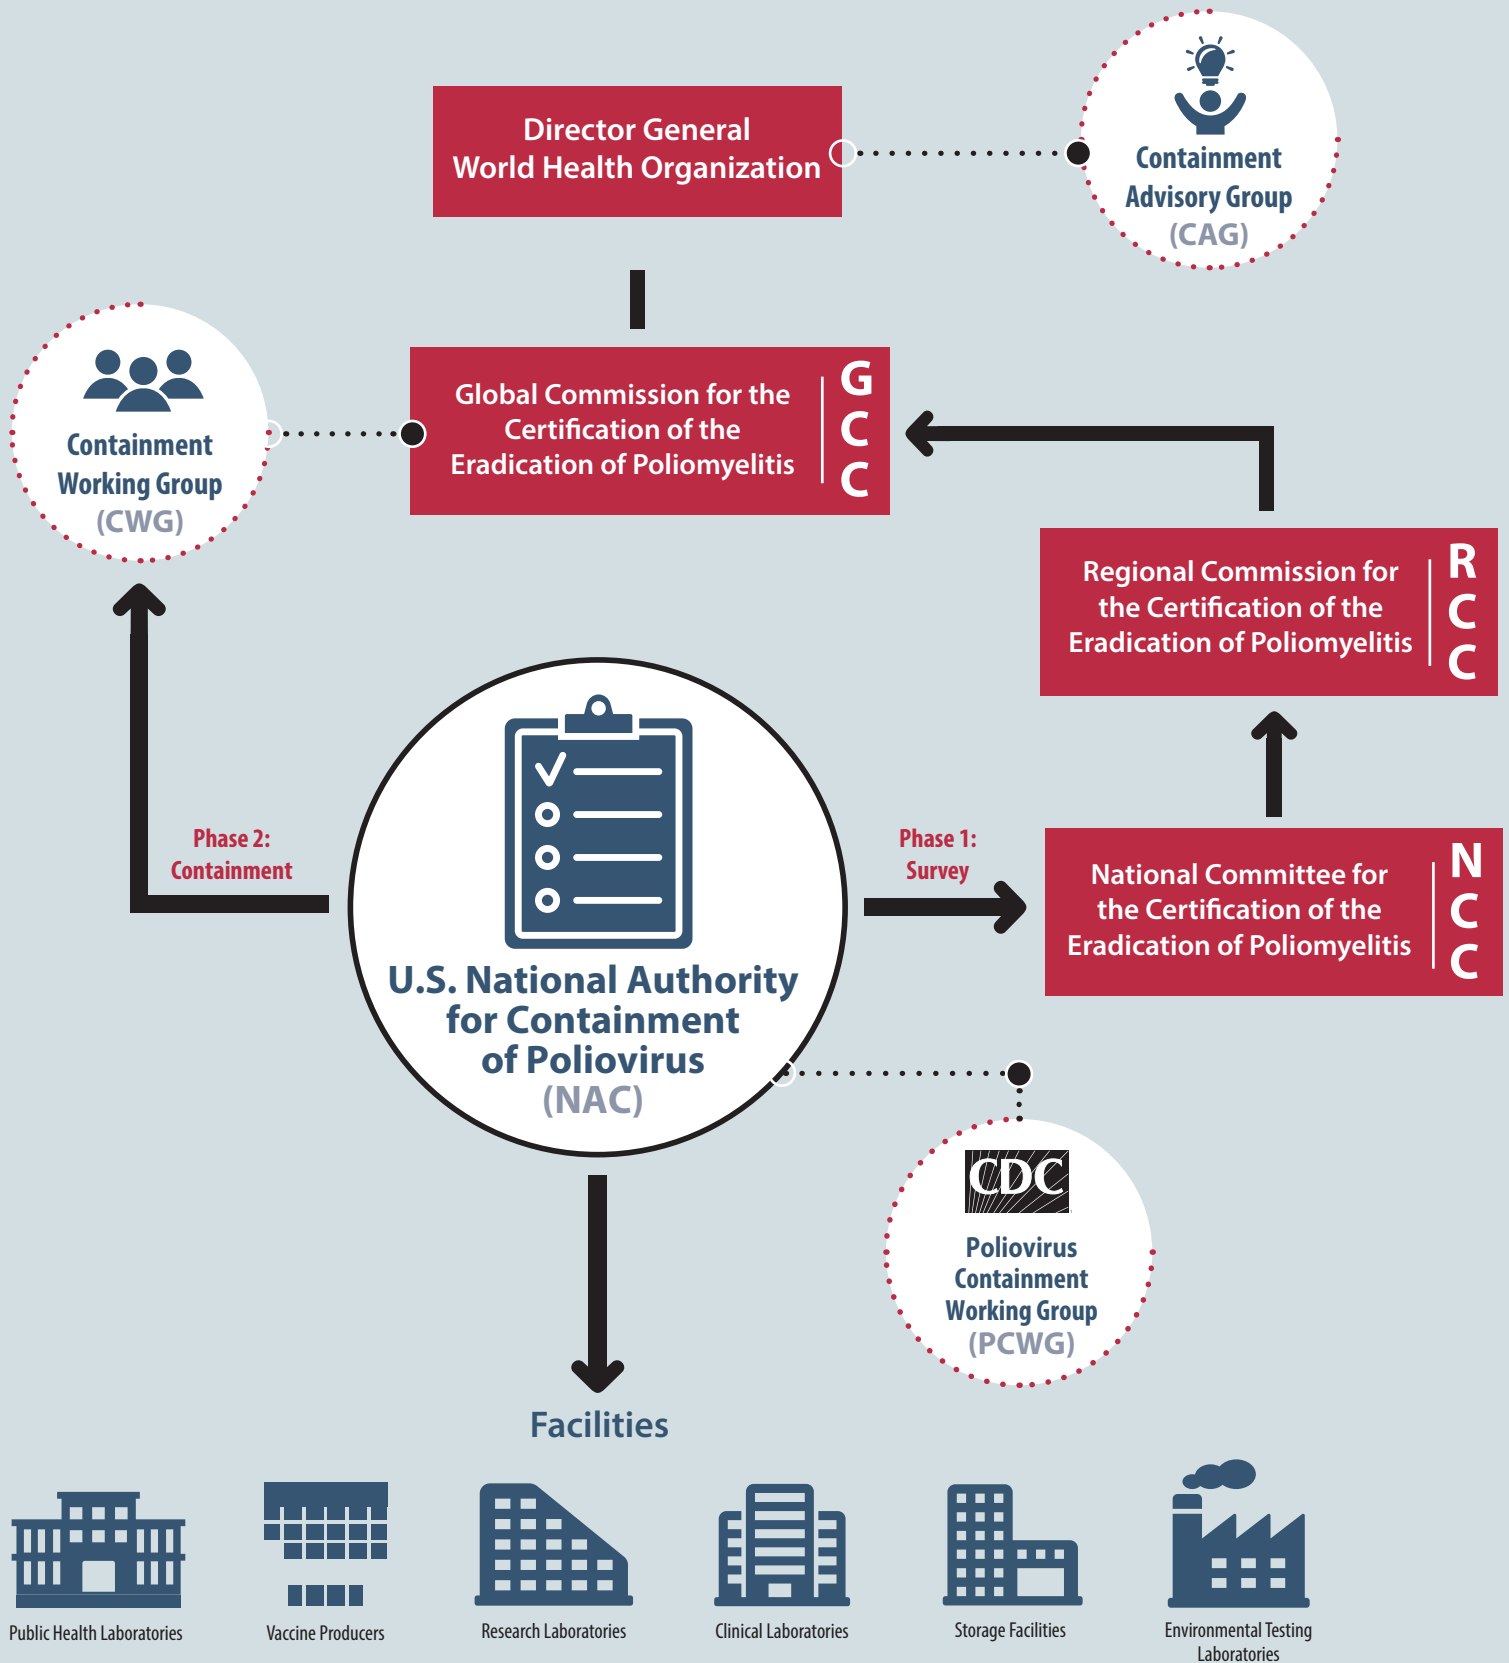 Director General
World Health Organization
Containment
Advisory Group
(CAG)
Containment
Working Group
(CWG)
Global Commission for the
Certification of the
Eradication of Poliomyelitis
G
C
C
Regional Commission for
the Certification of the
Eradication of Poliomyelitis
R
C
C
Phase 2:
Containment
U.S. National Authority
for Containment
of Poliovirus
(NAC)
Phase 1:
Survey
National Committee for
the Certification of the
Eradication of Poliomyelitis
N
C
C
CDC
Poliovirus
Containment
Working Group
(PCWG)
Facilities
Public Health Laboratories
Vaccine Producers
Research Laboratories
Clinical Laboratories
Storage Facilities
Environmental Testing
Laboratories